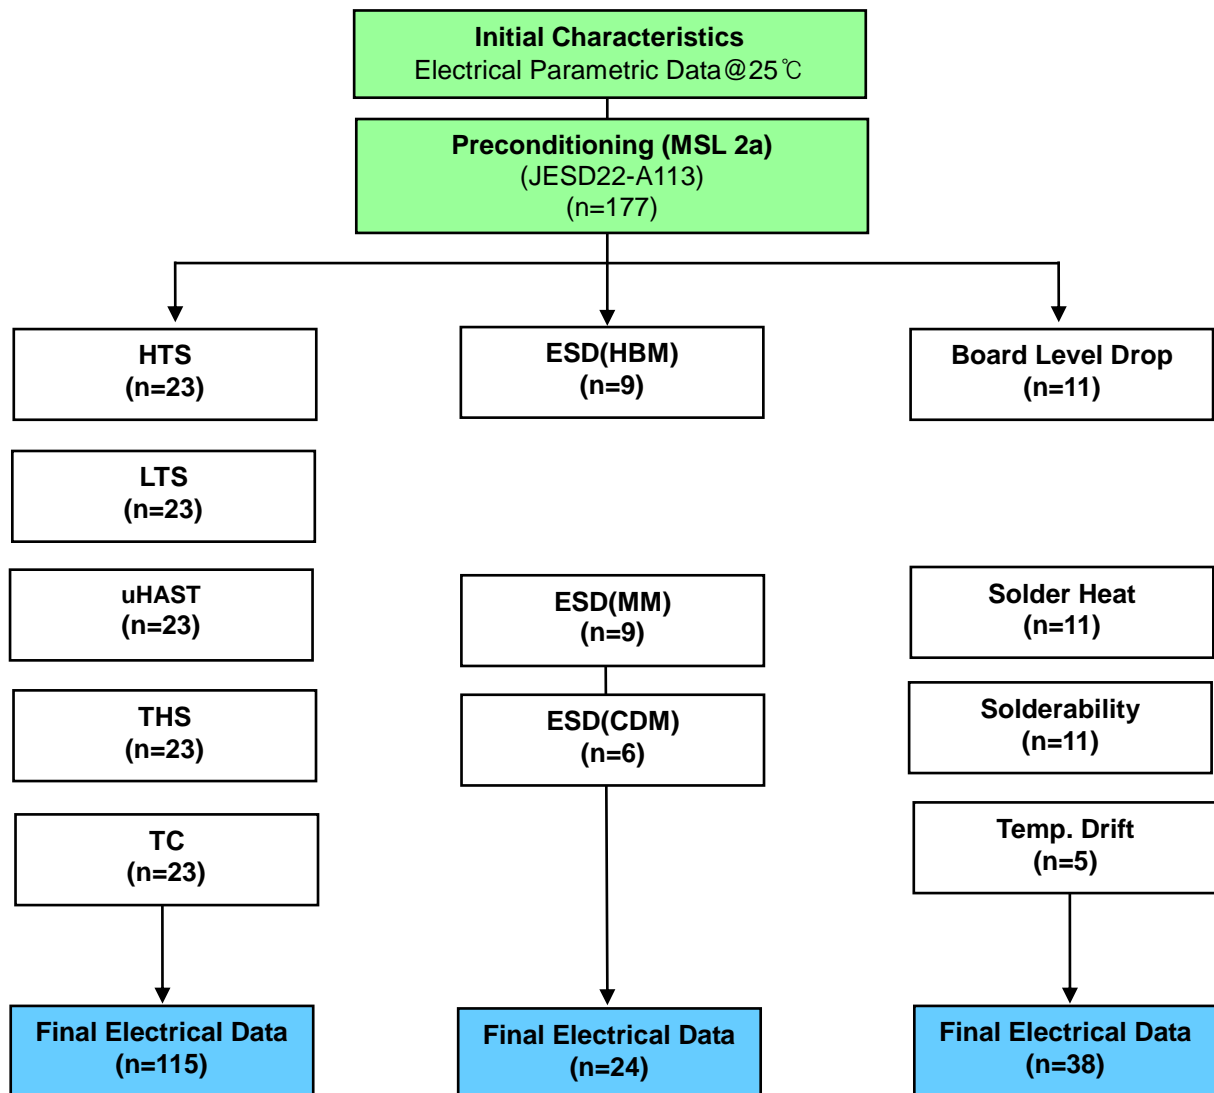 Initial Characteristics
Electrical Parametric Data@25℃
Preconditioning (MSL 2a)
(JESD22-A113)
(n=177)
HTS
(n=23)
LTS
(n=23)
uHAST
(n=23)
THS
(n=23)
TC
(n=23)
Final Electrical Data
(n=115)
ESD(HBM)
(n=9)
ESD(MM)
(n=9)
ESD(CDM)
(n=6)
Final Electrical Data
(n=24)
Board Level Drop
(n=11)
Solder Heat
(n=11)
Solderability
(n=11)
Temp. Drift
(n=5)
Final Electrical Data
(n=38)